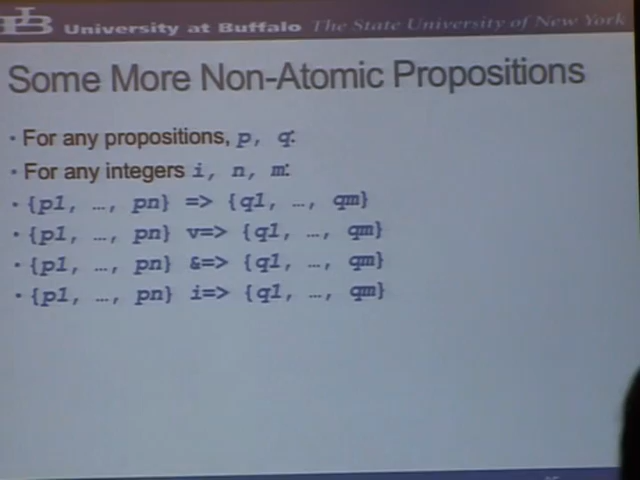 UB University at Buffalo The State University of New York
Some More Non-Atomic Propositions
• For any propositions, p, q:
• For any integers i, n, m:
• {p1, …, pn} => {q1, …, qm}
• {p1, …, pn} v=> {q1, …, qm}
• {p1, …, pn} &=> {q1, …, qm}
• {p1, …, pn} i=> {q1, …, qm}